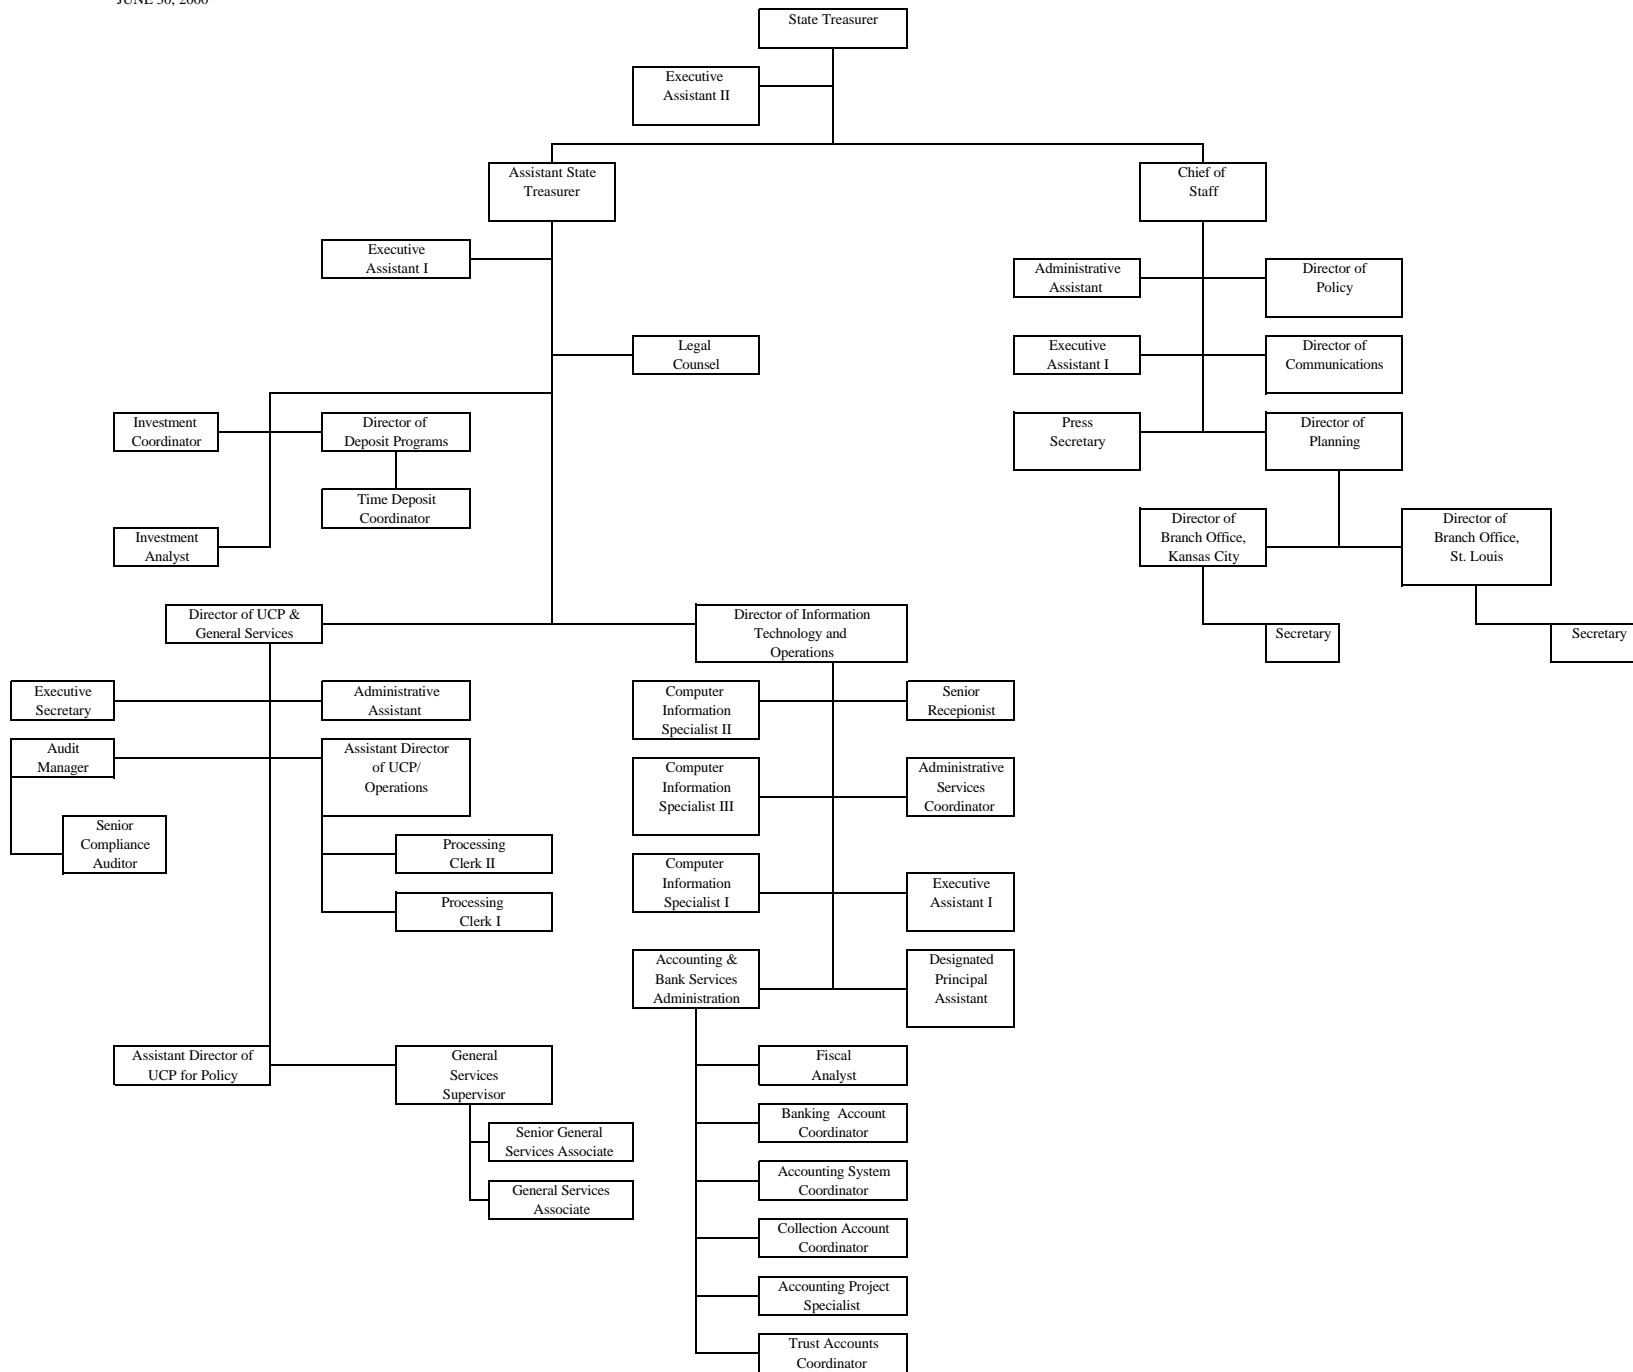 JUNE 30, 2000
State Treasurer
Executive
Assistant II
Assistant State
Treasurer
Chief of
Staff
Executive
Assistant I
Administrative
Assistant
Director of
Policy
Legal
Counsel
Executive
Assistant I
Director of
Communications
Investment
Coordinator
Director of
Deposit Programs
Press
Secretary
Director of
Planning
Time Deposit
Coordinator
Investment
Analyst
Director of
Branch Office,
Kansas City
Director of
Branch Office,
St. Louis
Director of UCP &
General Services
Director of Information
Technology and
Operations
Secretary
Secretary
Executive
Secretary
Administrative
Assistant
Computer
Information
Specialist II
Senior
Recepionist
Audit
Manager
Assistant Director
of UCP/
Operations
Computer
Information
Specialist III
Administrative
Services
Coordinator
Senior
Compliance
Auditor
Processing
Clerk II
Processing
Clerk I
Computer
Information
Specialist I
Executive
Assistant I
Accounting &
Bank Services
Administration
Designated
Principal
Assistant
Assistant Director of
UCP for Policy
General
Services
Supervisor
Fiscal
Analyst
Senior General
Services Associate
General Services
Associate
Banking Account
Coordinator
Accounting System
Coordinator
Collection Account
Coordinator
Accounting Project
Specialist
Trust Accounts
Coordinator